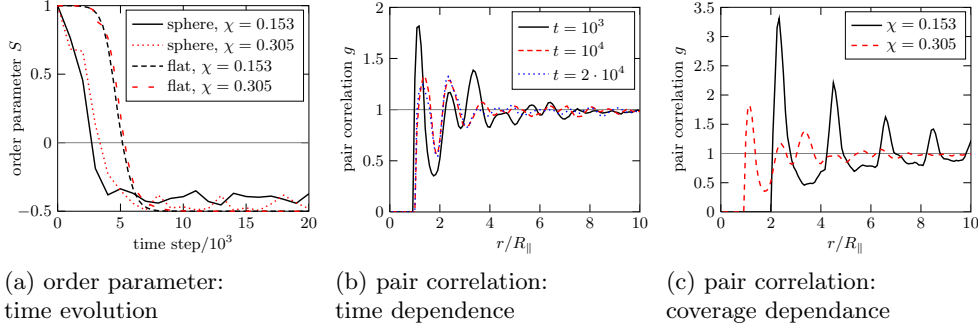 order parameter S
1
0.5
0
−0.5
0
5
10
15
20
time step/10³
sphere, χ = 0.153
sphere, χ = 0.305
flat, χ = 0.153
flat, χ = 0.305
(a) order parameter:
time evolution
pair correlation g
2
1.5
1
0.5
0
0
2
4
6
8
10
r/R∥
t = 10³
t = 10⁴
t = 2 · 10⁴
(b) pair correlation:
time dependence
pair correlation g
3.5
3
2.5
2
1.5
1
0.5
0
0
2
4
6
8
10
r/R∥
χ = 0.153
χ = 0.305
(c) pair correlation:
coverage dependance